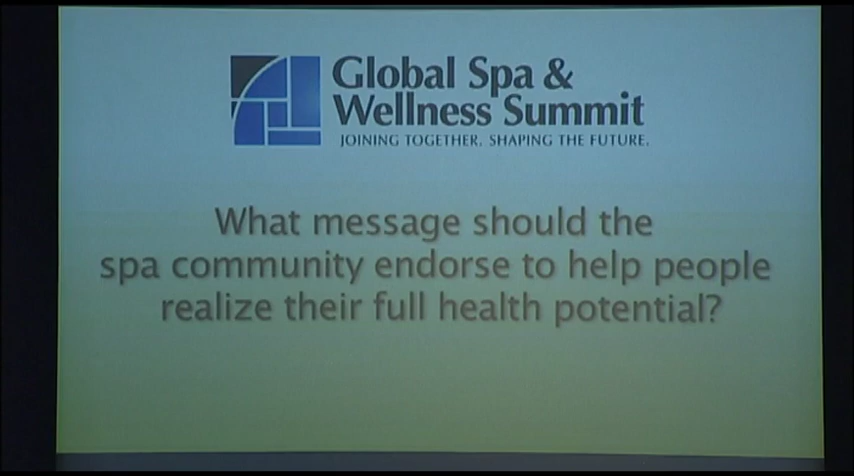 Global Spa &
Wellness Summit
JOINING TOGETHER. SHAPING THE FUTURE.
What message should the
spa community endorse to help people
realize their full health potential?